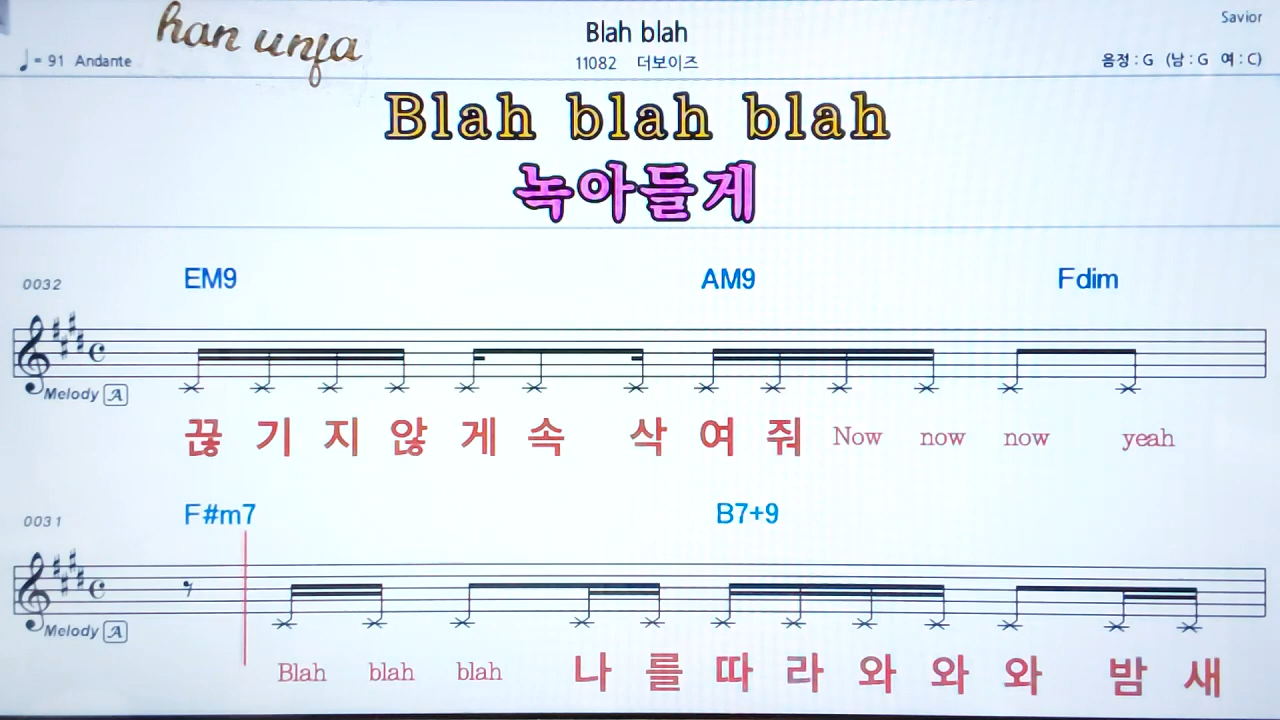 han unfa
Blah blah
Savior
♩= 91 Andante
11082 더보이즈
음정 : G (남 : G 여 : C)
Blah blah blah
녹아들게
0032
EM9 AM9 Fdim
Melody A
끊 기 지 않 게 속 삭 여 줘 Now now now yeah
0031
F#m7 B7+9
Melody A
Blah blah blah 나 를 따 라 와 와 와 밤 새